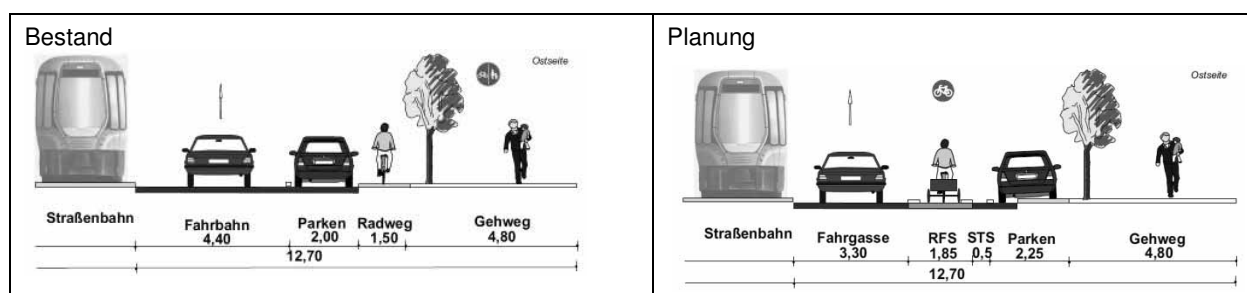 Bestand
Ostseite
Straßenbahn
Fahrbahn
4,40
Parken
2,00
Radweg
1,50
Gehweg
4,80
12,70
Planung
Ostseite
Straßenbahn
Fahrgasse
3,30
RFS
1,85
STS
0,5
Parken
2,25
Gehweg
4,80
12,70